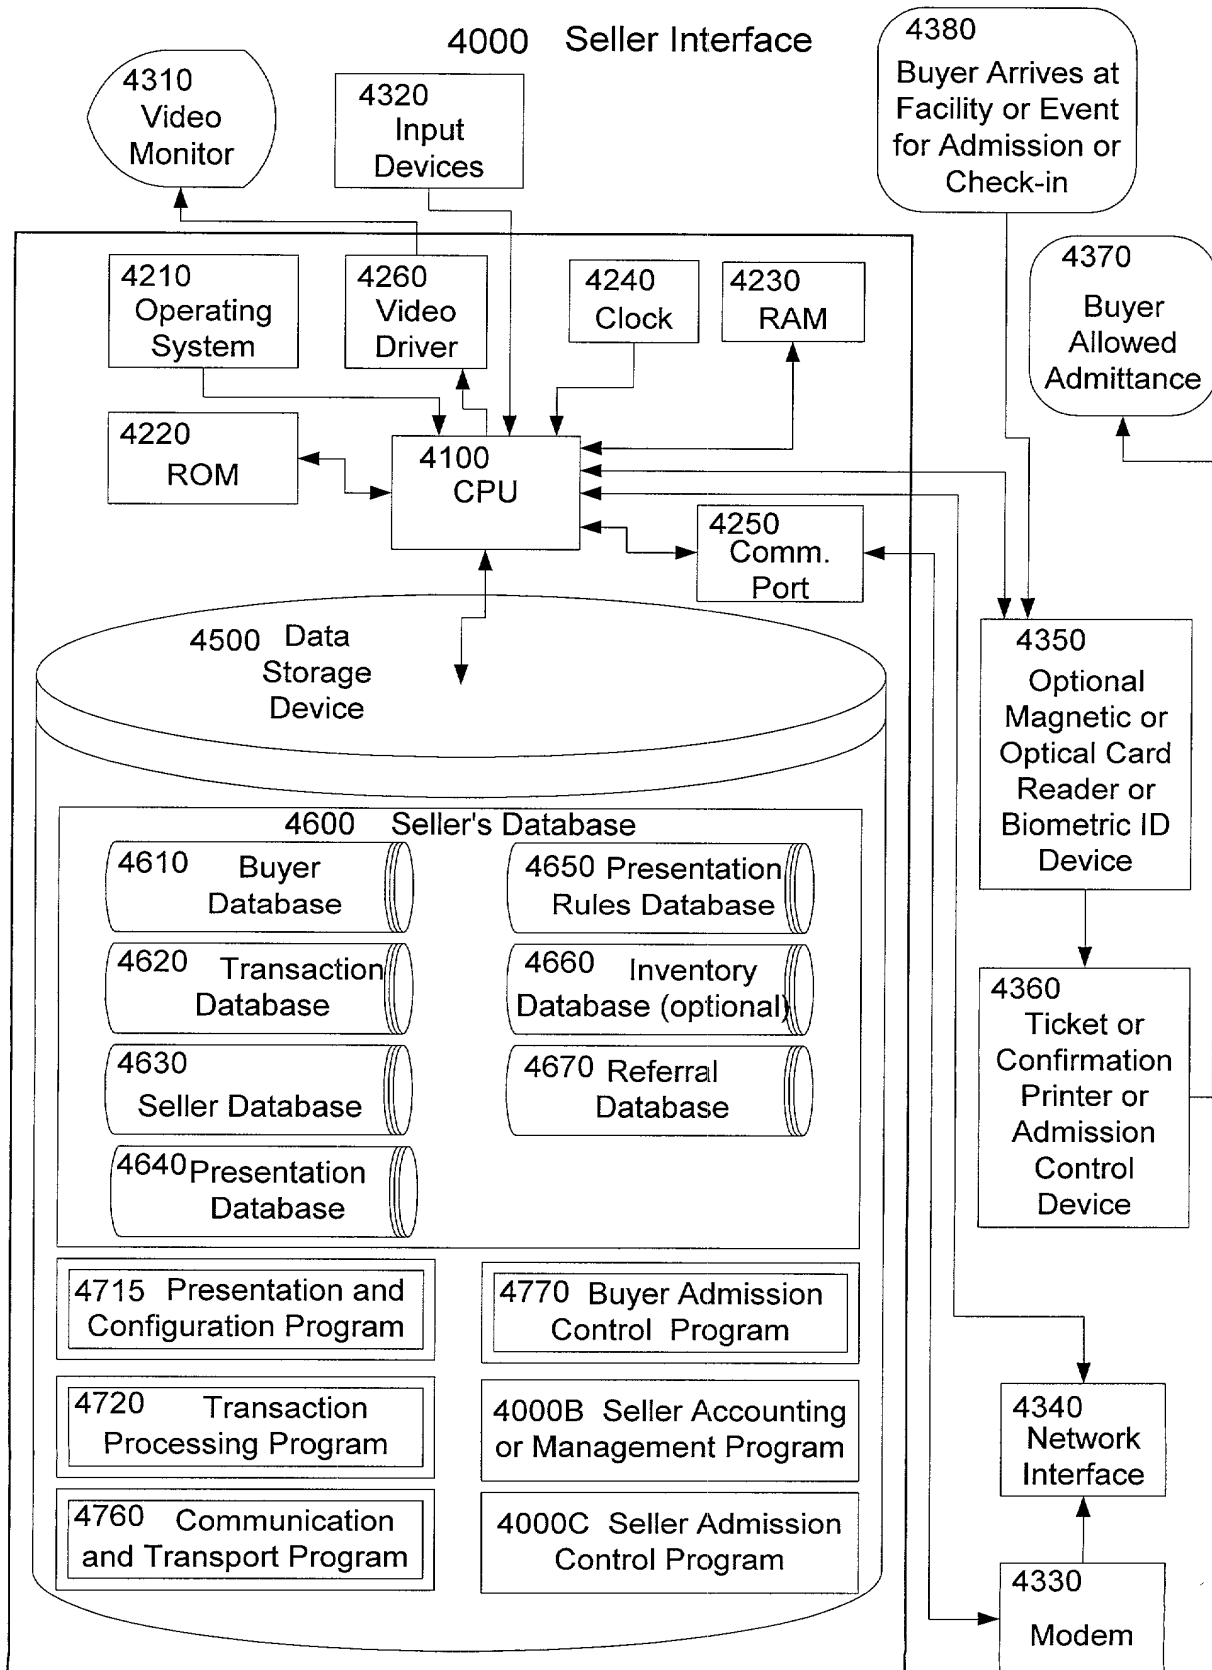 4000 Seller Interface
4310
Video
Monitor
4320
Input
Devices
4380
Buyer Arrives at
Facility or Event
for Admission or
Check-in
4210
Operating
System
4260
Video
Driver
4240
Clock
4230
RAM
4370
Buyer
Allowed
Admittance
4220
ROM
4100
CPU
4250
Comm.
Port
4500 Data
Storage
Device
4350
Optional
Magnetic or
Optical Card
Reader or
Biometric ID
Device
4600 Seller's Database
4610 Buyer
Database
4650 Presentation
Rules Database
4620 Transaction
Database
4660 Inventory
Database (optional)
4630
Seller Database
4670 Referral
Database
4640 Presentation
Database
4360
Ticket or
Confirmation
Printer or
Admission
Control
Device
4715 Presentation and
Configuration Program
4770 Buyer Admission
Control Program
4720 Transaction
Processing Program
4000B Seller Accounting
or Management Program
4760 Communication
and Transport Program
4000C Seller Admission
Control Program
4340
Network
Interface
4330
Modem